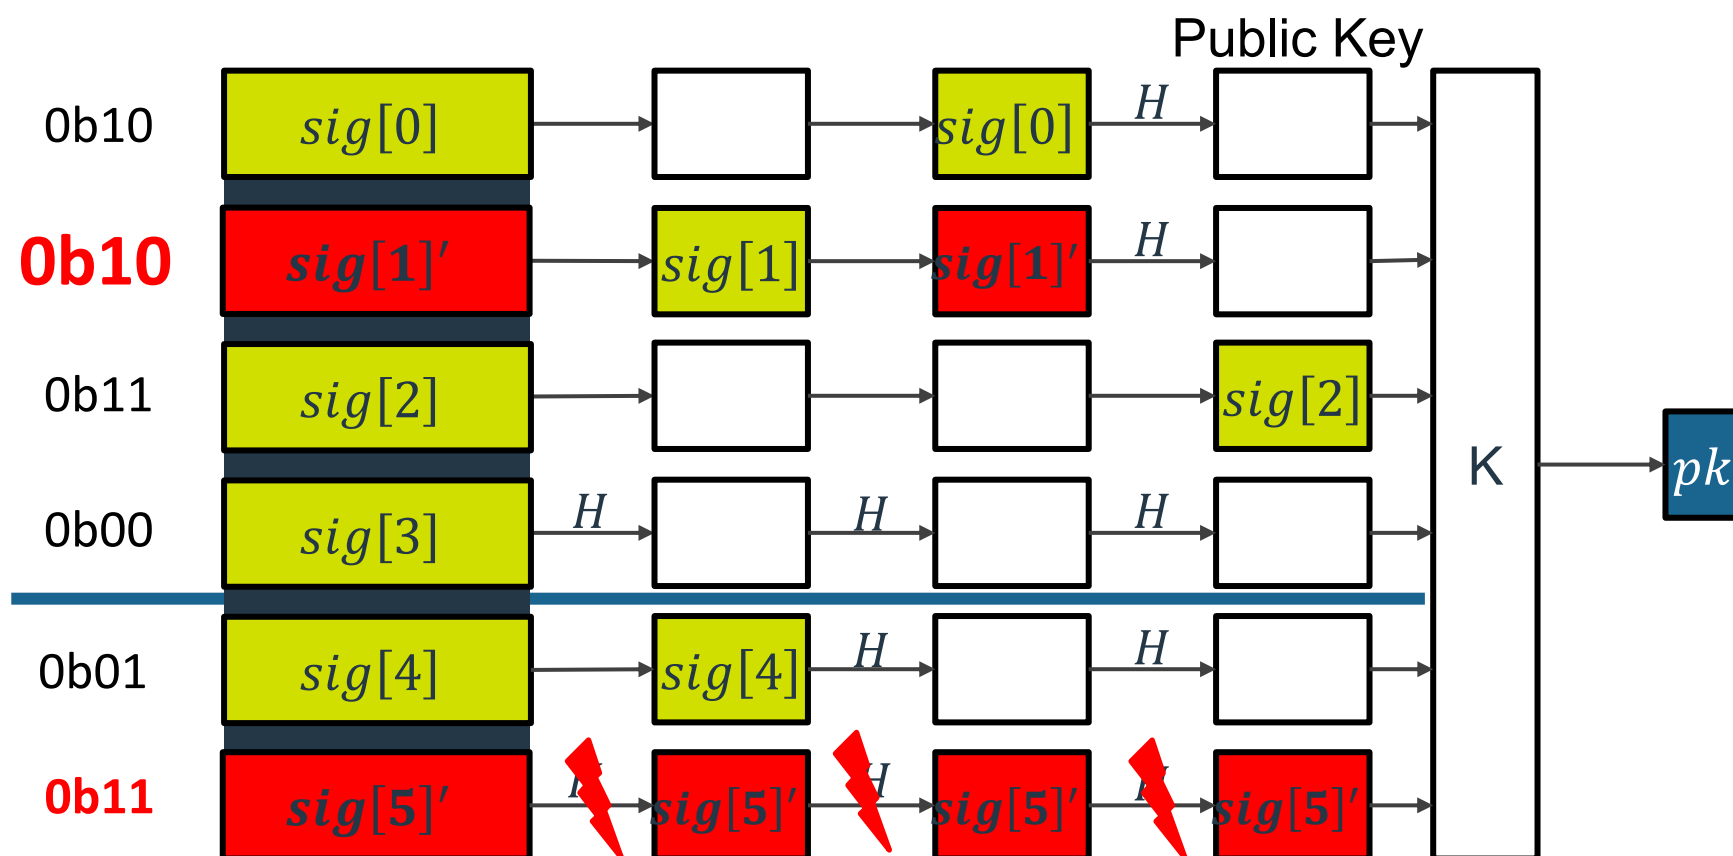 Public Key
0b10 sig[0] sig[0] H
0b10 sig[1]′ sig[1] sig[1]′ H
0b11 sig[2] sig[2]
K
pk
0b00 sig[3] H H H
0b01 sig[4] sig[4] H H
0b11 sig[5]′ H sig[5]′ H sig[5]′ H sig[5]′